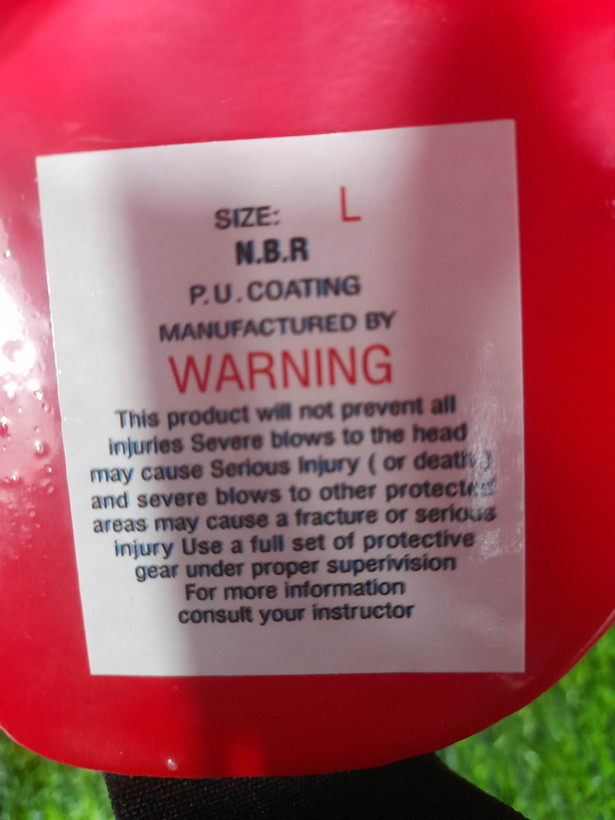 SIZE: L
N.B.R
P.U.COATING
MANUFACTURED BY
WARNING
This product will not prevent all
injuries Severe blows to the head
may cause Serious Injury ( or death)
and severe blows to other protected
areas may cause a fracture or serious
injury Use a full set of protective
gear under proper superivision
For more information
consult your instructor